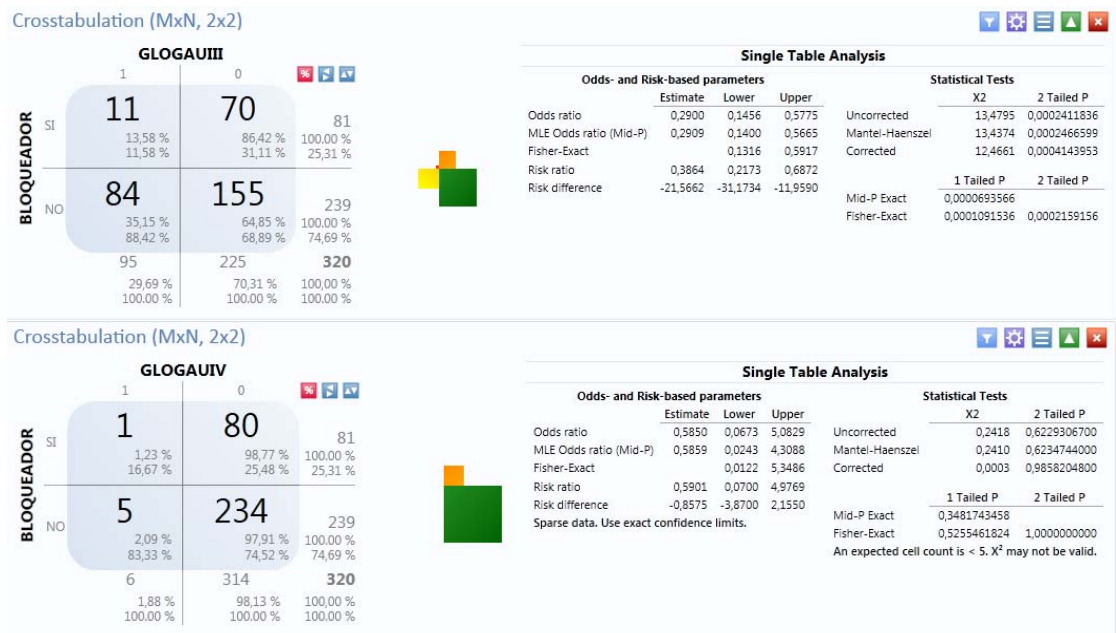 Crosstabulation (MxN, 2x2)
GLOGAUIII
1 0 %
BLOQUEADOR
SI 11 70 81
13,58 % 86,42 % 100.00 %
11,58 % 31,11 % 25,31 %
NO 84 155 239
35,15 % 64,85 % 100.00 %
88,42 % 68,89 % 74,69 %
95 225 320
29,69 % 70,31 % 100,00 %
100.00 % 100.00 % 100.00 %
Single Table Analysis
Odds- and Risk-based parameters
Estimate Lower Upper
Odds ratio 0,2900 0,1456 0,5775
MLE Odds ratio (Mid-P) 0,2909 0,1400 0,5665
Fisher-Exact 0,1316 0,5917
Risk ratio 0,3864 0,2173 0,6872
Risk difference -21,5662 -31,1734 -11,9590
Statistical Tests
X2 2 Tailed P
Uncorrected 13,4795 0,0002411836
Mantel-Haenszel 13,4374 0,0002466599
Corrected 12,4661 0,0004143953
1 Tailed P 2 Tailed P
Mid-P Exact 0,0000693566
Fisher-Exact 0,0001091536 0,0002159156
Crosstabulation (MxN, 2x2)
GLOGAUIV
1 0 %
BLOQUEADOR
SI 1 80 81
1,23 % 98,77 % 100.00 %
16,67 % 25,48 % 25,31 %
NO 5 234 239
2,09 % 97,91 % 100.00 %
83,33 % 74,52 % 74,69 %
6 314 320
1,88 % 98,13 % 100,00 %
100.00 % 100.00 % 100.00 %
Single Table Analysis
Odds- and Risk-based parameters
Estimate Lower Upper
Odds ratio 0,5850 0,0673 5,0829
MLE Odds ratio (Mid-P) 0,5859 0,0243 4,3088
Fisher-Exact 0,0122 5,3486
Risk ratio 0,5901 0,0700 4,9769
Risk difference -0,8575 -3,8700 2,1550
Sparse data. Use exact confidence limits.
Statistical Tests
X2 2 Tailed P
Uncorrected 0,2418 0,6229306700
Mantel-Haenszel 0,2410 0,6234744000
Corrected 0,0003 0,9858204800
1 Tailed P 2 Tailed P
Mid-P Exact 0,3481743458
Fisher-Exact 0,5255461824 1,0000000000
An expected cell count is < 5. X² may not be valid.